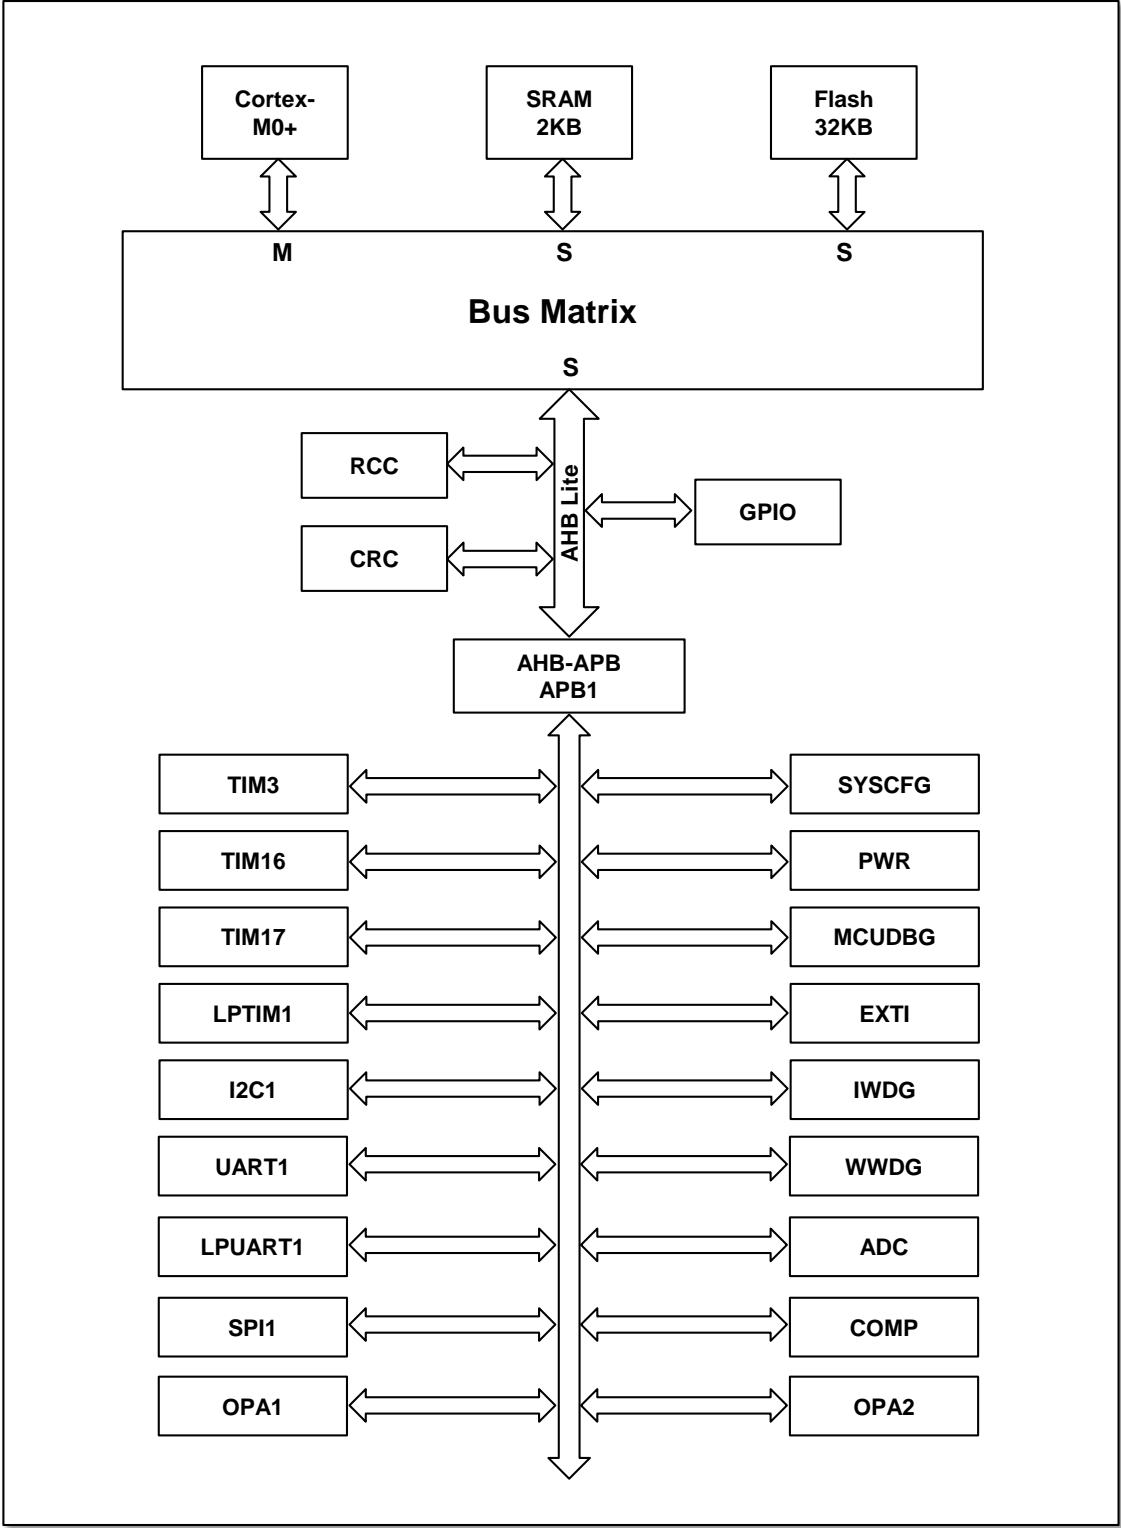 Cortex-
M0+
SRAM
2KB
Flash
32KB
M
S
S
Bus Matrix
S
RCC
AHB Lite
GPIO
CRC
AHB-APB
APB1
TIM3
SYSCFG
TIM16
PWR
TIM17
MCUDBG
LPTIM1
EXTI
I2C1
IWDG
UART1
WWDG
LPUART1
ADC
SPI1
COMP
OPA1
OPA2